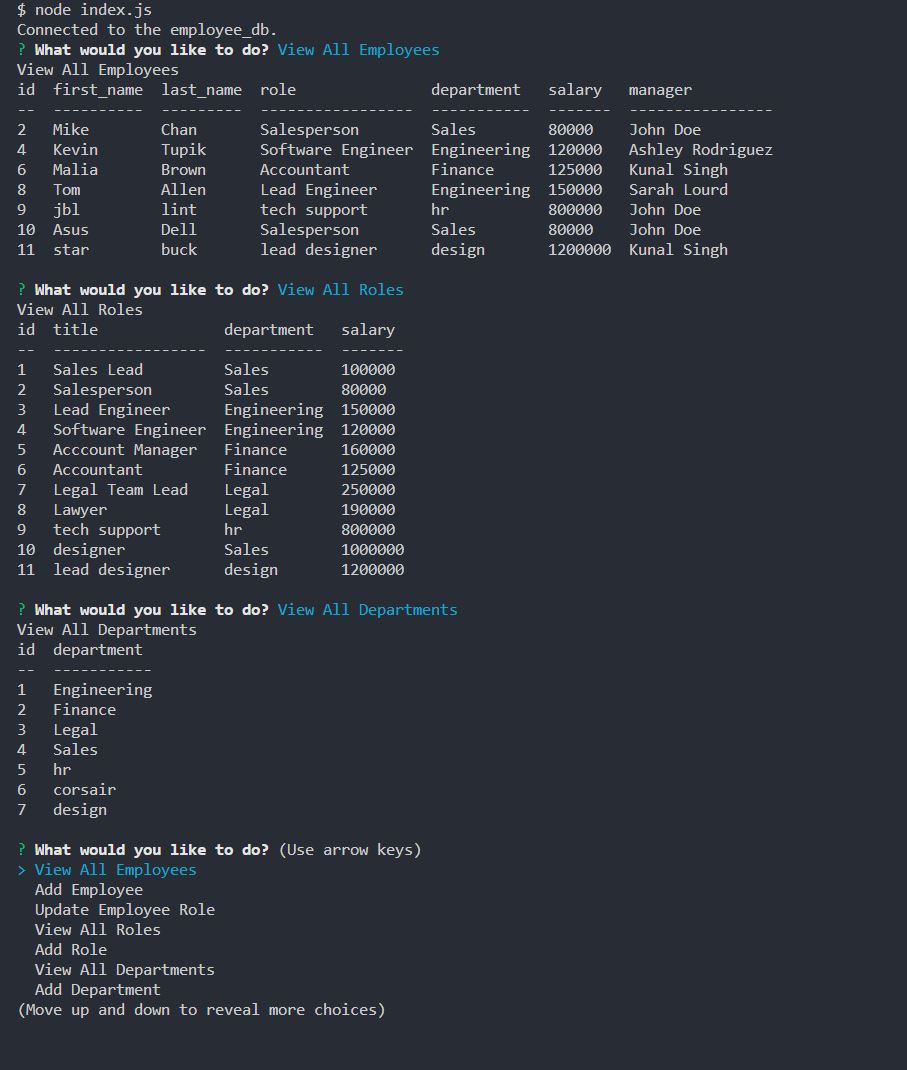 $ node index.js
Connected to the employee_db.
? What would you like to do? View All Employees
View All Employees
id  first_name  last_name  role               department   salary   manager
--  ----------  ---------  -----------------  -----------  -------  ----------------
2   Mike        Chan       Salesperson        Sales        80000    John Doe
4   Kevin       Tupik      Software Engineer  Engineering  120000   Ashley Rodriguez
6   Malia       Brown      Accountant         Finance      125000   Kunal Singh
8   Tom         Allen      Lead Engineer      Engineering  150000   Sarah Lourd
9   jbl         lint       tech support       hr           800000   John Doe
10  Asus        Dell       Salesperson        Sales        80000    John Doe
11  star        buck       lead designer      design       1200000  Kunal Singh

? What would you like to do? View All Roles
View All Roles
id  title              department   salary
--  -----------------  -----------  -------
1   Sales Lead         Sales        100000
2   Salesperson        Sales        80000
3   Lead Engineer      Engineering  150000
4   Software Engineer  Engineering  120000
5   Acccount Manager   Finance      160000
6   Accountant         Finance      125000
7   Legal Team Lead    Legal        250000
8   Lawyer             Legal        190000
9   tech support       hr           800000
10  designer           Sales        1000000
11  lead designer      design       1200000

? What would you like to do? View All Departments
View All Departments
id  department
--  -----------
1   Engineering
2   Finance
3   Legal
4   Sales
5   hr
6   corsair
7   design

? What would you like to do? (Use arrow keys)
> View All Employees
  Add Employee
  Update Employee Role
  View All Roles
  Add Role
  View All Departments
  Add Department
(Move up and down to reveal more choices)